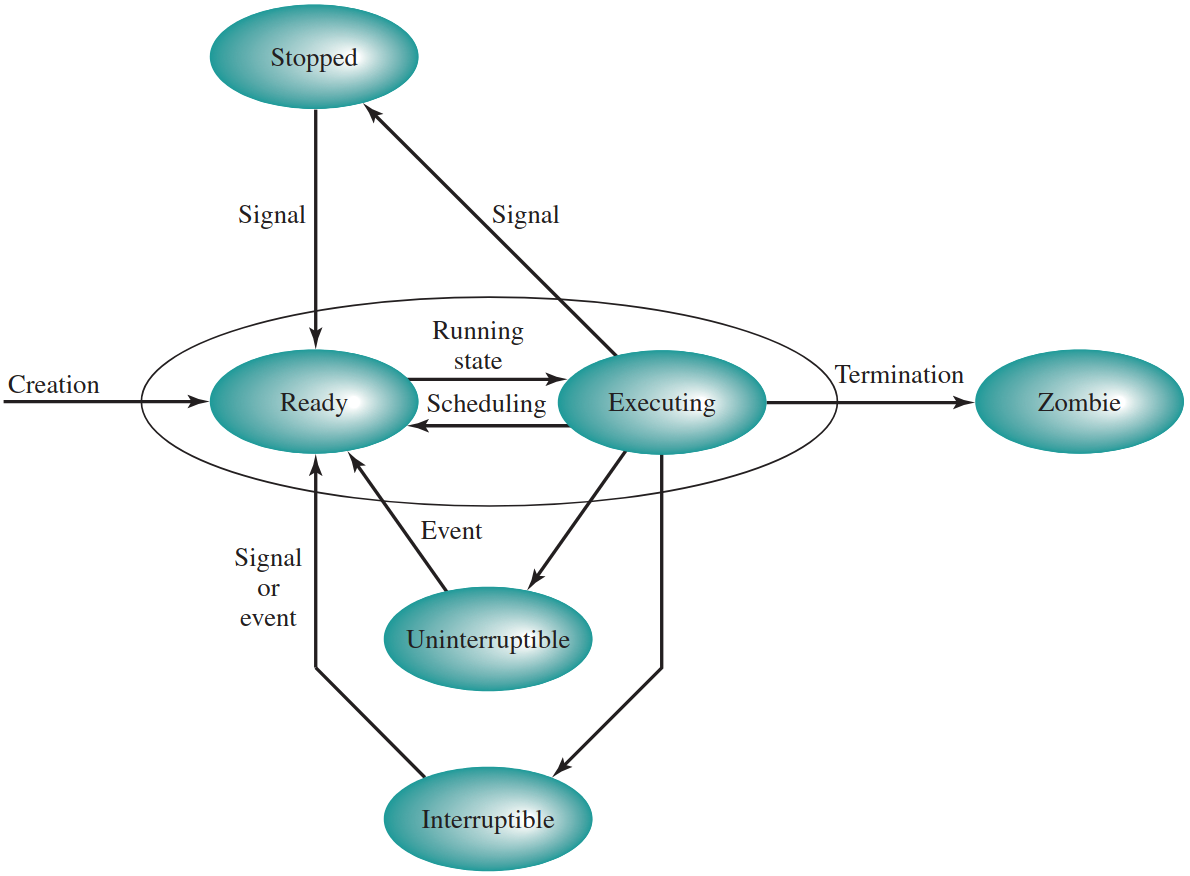 Stopped
Signal
Signal
Running
state
Creation
Ready
Scheduling
Executing
Termination
Zombie
Event
Signal
or
event
Uninterruptible
Interruptible